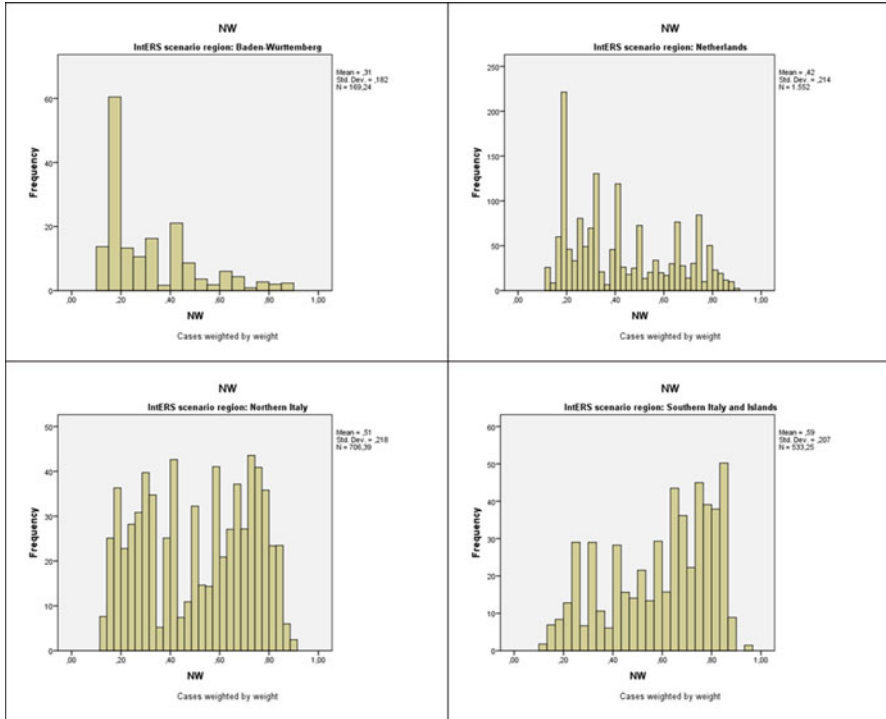 NW
IntERS scenario region: Baden-Württemberg
Mean = ,31
Std. Dev. = ,182
N = 169,24
60
40
20
0
Frequency
,00 ,20 ,40 ,60 ,80 1,00
NW
Cases weighted by weight
NW
IntERS scenario region: Netherlands
Mean = ,42
Std. Dev. = ,214
N = 1.552
250
200
150
100
50
0
Frequency
,00 ,20 ,40 ,60 ,80 1,00
NW
Cases weighted by weight
NW
IntERS scenario region: Northern Italy
Mean = ,51
Std. Dev. = ,218
N = 706,39
50
40
30
20
10
0
Frequency
,00 ,20 ,40 ,60 ,80 1,00
NW
Cases weighted by weight
NW
IntERS scenario region: Southern Italy and Islands
Mean = ,59
Std. Dev. = ,207
N = 533,25
60
50
40
30
20
10
0
Frequency
,00 ,20 ,40 ,60 ,80 1,00
NW
Cases weighted by weight